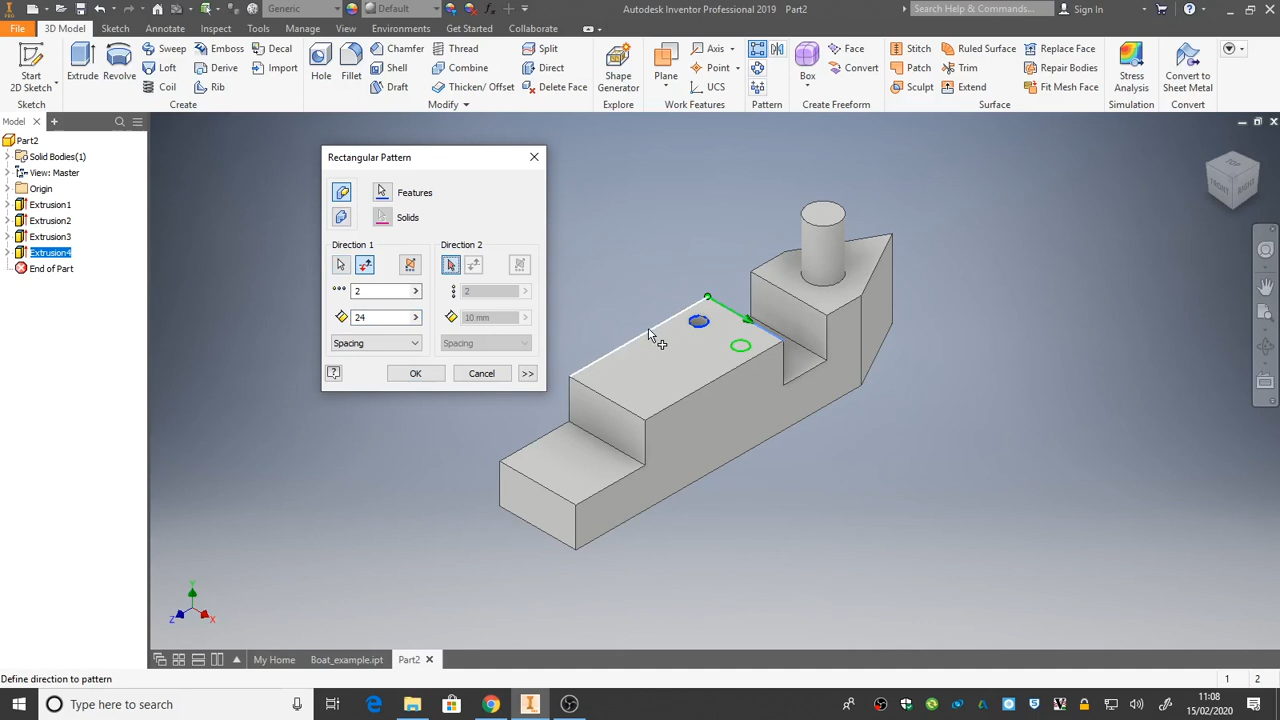 Generic
Default
Autodesk Inventor Professional 2019 Part2
Search Help & Commands...
Sign In
File 3D Model Sketch Annotate Inspect Tools Manage View Environments Get Started Collaborate
Start
2D Sketch
Sketch
Extrude Revolve
Sweep Emboss Decal
Loft Derive Import
Coil Rib
Create
Hole Fillet
Chamfer Thread Split
Shell Combine Direct
Draft Thicken/ Offset Delete Face
Modify
Shape
Generator
Explore
Plane
Axis
Point
UCS
Work Features
Pattern
Box
Face
Convert
Create Freeform
Stitch Ruled Surface Replace Face
Patch Trim Repair Bodies
Sculpt Extend Fit Mesh Face
Surface
Stress
Analysis
Simulation
Convert to
Sheet Metal
Convert
Model
Part2
Solid Bodies(1)
View: Master
Origin
Extrusion1
Extrusion2
Extrusion3
Extrusion4
End of Part
Rectangular Pattern
Features
Solids
Direction 1 Direction 2
2 2
24 10 mm
Spacing Spacing
OK Cancel >>
TOP
FRONT RIGHT
Y
Z X
My Home Boat_example.ipt Part2
Define direction to pattern 1 2
Type here to search
11:08
15/02/2020